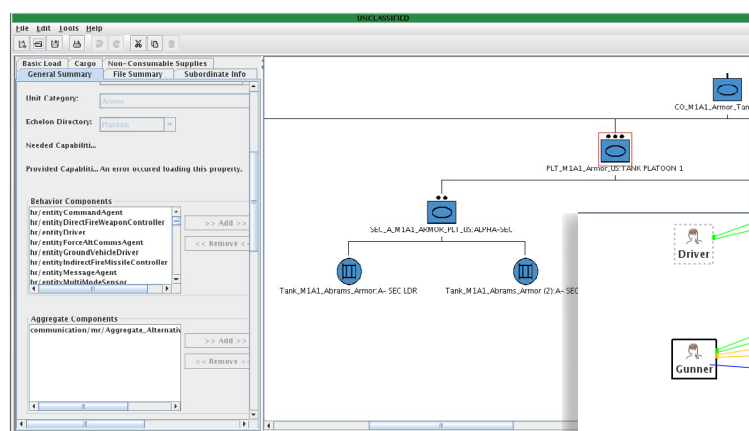 UNCLASSIFIED
File Edit Tools Help
Basic Load Cargo Non-Consumable Supplies
General Summary File Summary Subordinate Info
Unit Category: Armor
Echelon Directory: Platoon
Needed Capabiliti...
Provided Capabliti... An error occured loading this property.
Behavior Components
hr/entityCommandAgent
hr/entityDirectFireWeaponController
hr/entityDriver
hr/entityForceAltCommsAgent
hr/entityGroundVehicleDriver
hr/entityIndirectFireMissileController
hr/entityMessageAgent
hr/entityMultiModeSensor
>> Add >>
<< Remove <
Aggregate Components
communication/mr/Aggregate_Alternativ
>> Add >>
<< Remove <
CO_M1A1_Armor_Tan
PLT_M1A1_Armor_US:TANK PLATOON 1
SEC_A_M1A1_ARMOR_PLT_US:ALPHA-SEC
Tank_M1A1_Abrams_Armor:A- SEC LDR
Tank_M1A1_Abrams_Armor (2):A- SEC
Driver
Gunner